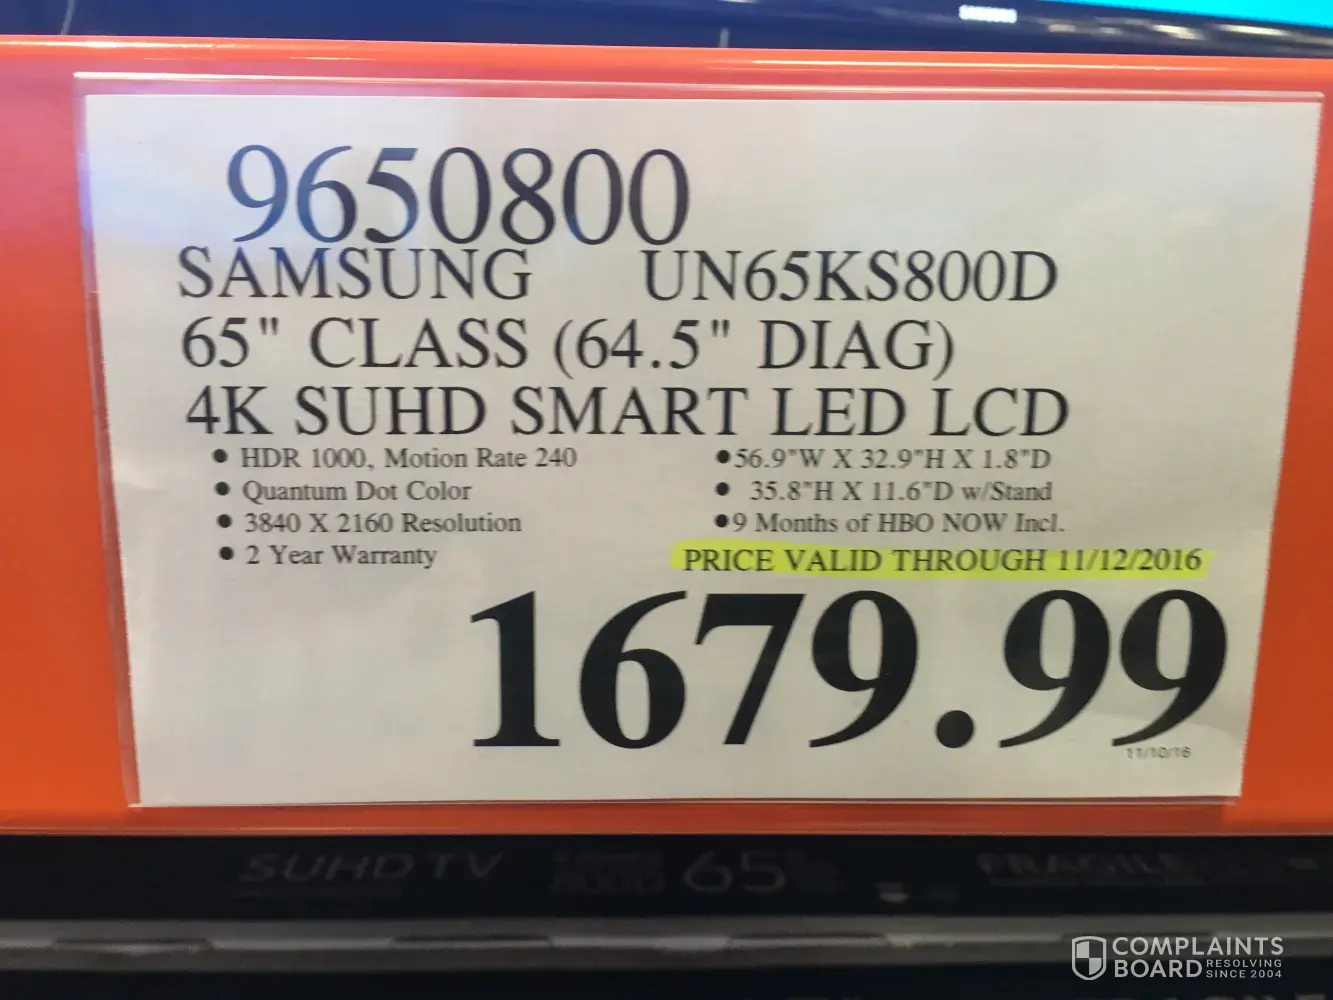 SAMSUNG
9650800
SAMSUNG UN65KS800D
65" CLASS (64.5" DIAG)
4K SUHD SMART LED LCD
• HDR 1000, Motion Rate 240
• Quantum Dot Color
• 3840 X 2160 Resolution
• 2 Year Warranty
•56.9"W X 32.9"H X 1.8"D
• 35.8"H X 11.6"D w/Stand
•9 Months of HBO NOW Incl.
PRICE VALID THROUGH 11/12/2016
1679.99
11/10/16
SUHDTV 65" FRAGILE
COMPLAINTS
BOARD RESOLVING
SINCE 2004